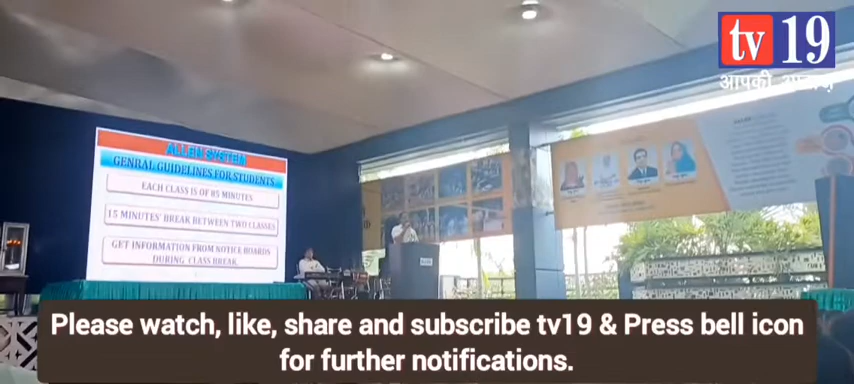 tv 19
आपकी आवाज़
ALLEN SYSTEM
GENRAL GUIDELINES FOR STUDENTS
EACH CLASS IS OF 85 MINUTES
15 MINUTES' BREAK BETWEEN TWO CLASSES
GET INFORMATION FROM NOTICE BOARDS
DURING CLASS BREAK.
Please watch, like, share and subscribe tv19 & Press bell icon
for further notifications.